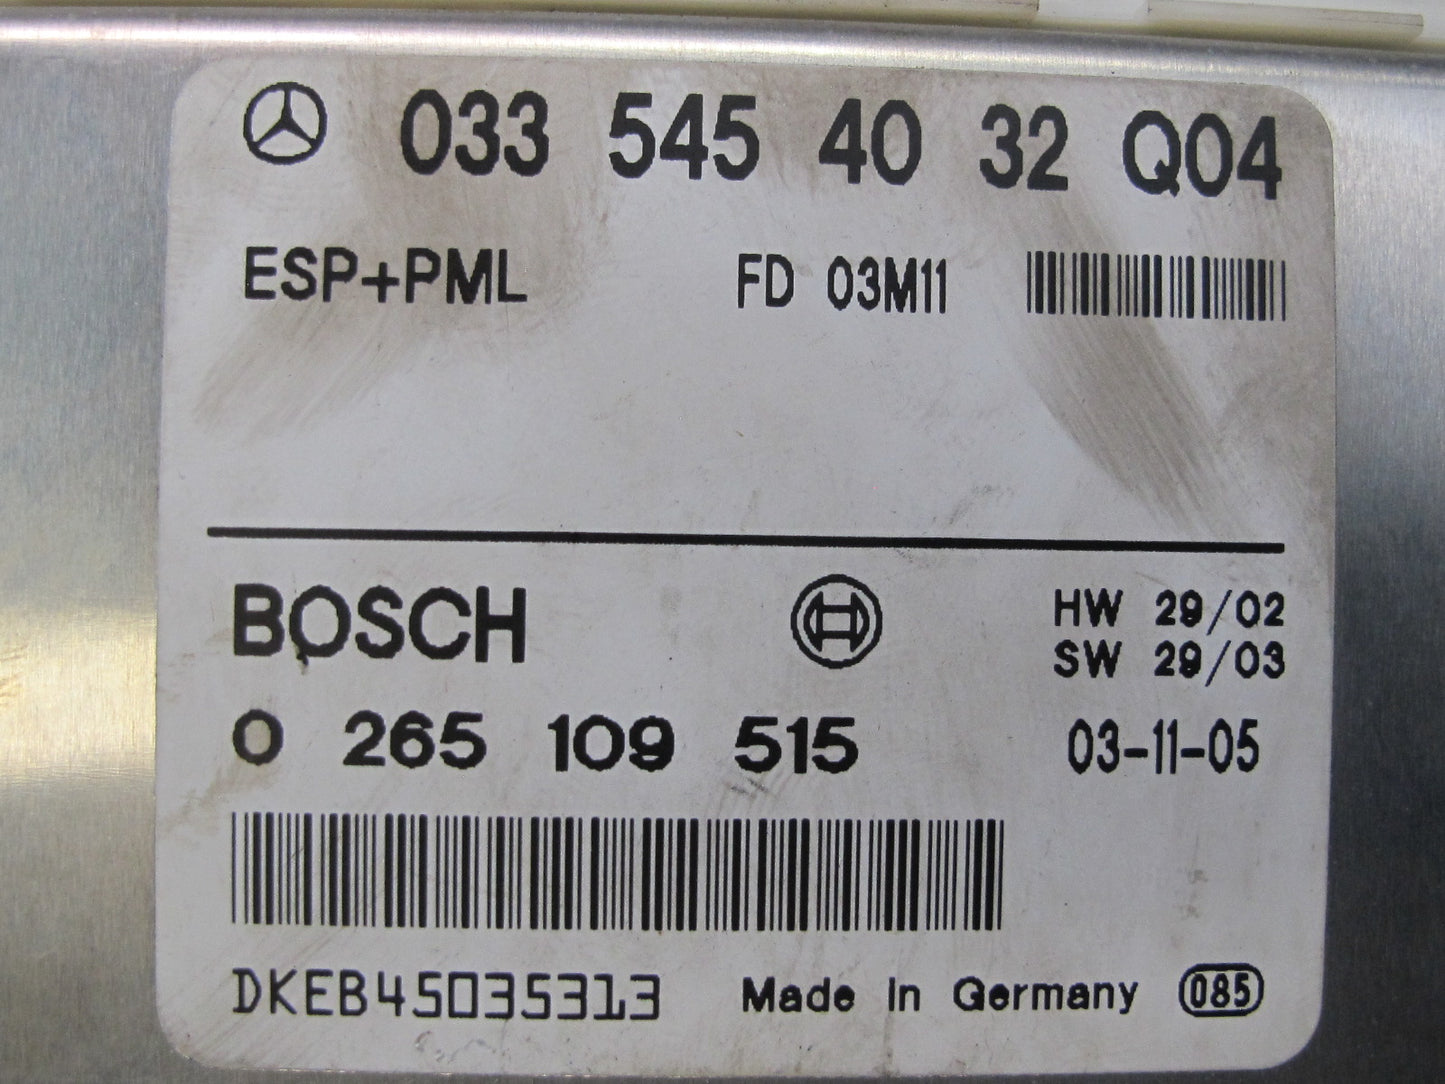 033 545 40 32 Q04
ESP+PML FD 03M11
BOSCH HW 29/02
SW 29/03
0 265 109 515 03-11-05
DKEB45035313 Made in Germany 085